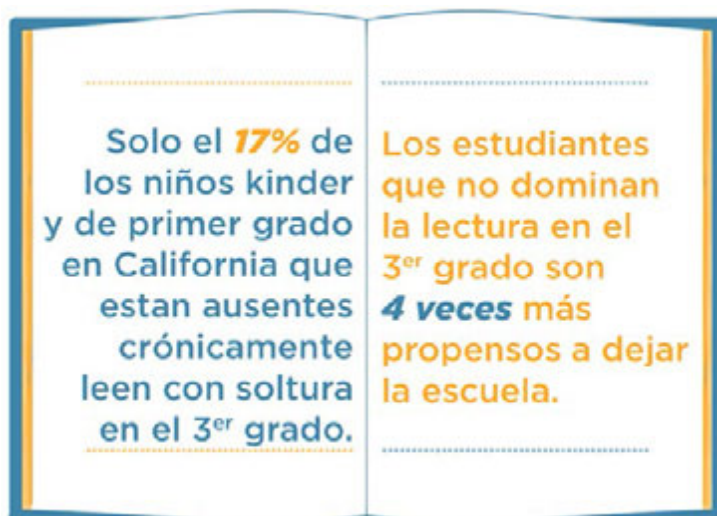 Solo el 17% de
los niños kinder
y de primer grado
en California que
estan ausentes
crónicamente
leen con soltura
en el 3er grado.
Los estudiantes
que no dominan
la lectura en el
3er grado son
4 veces más
propensos a dejar
la escuela.